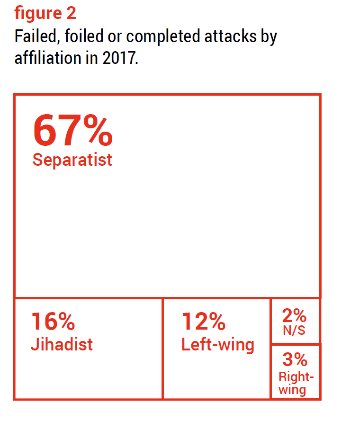 figure 2
Failed, foiled or completed attacks by
affiliation in 2017.
67%
Separatist
16%
Jihadist
12%
Left-wing
2%
N/S
3%
Right-
wing